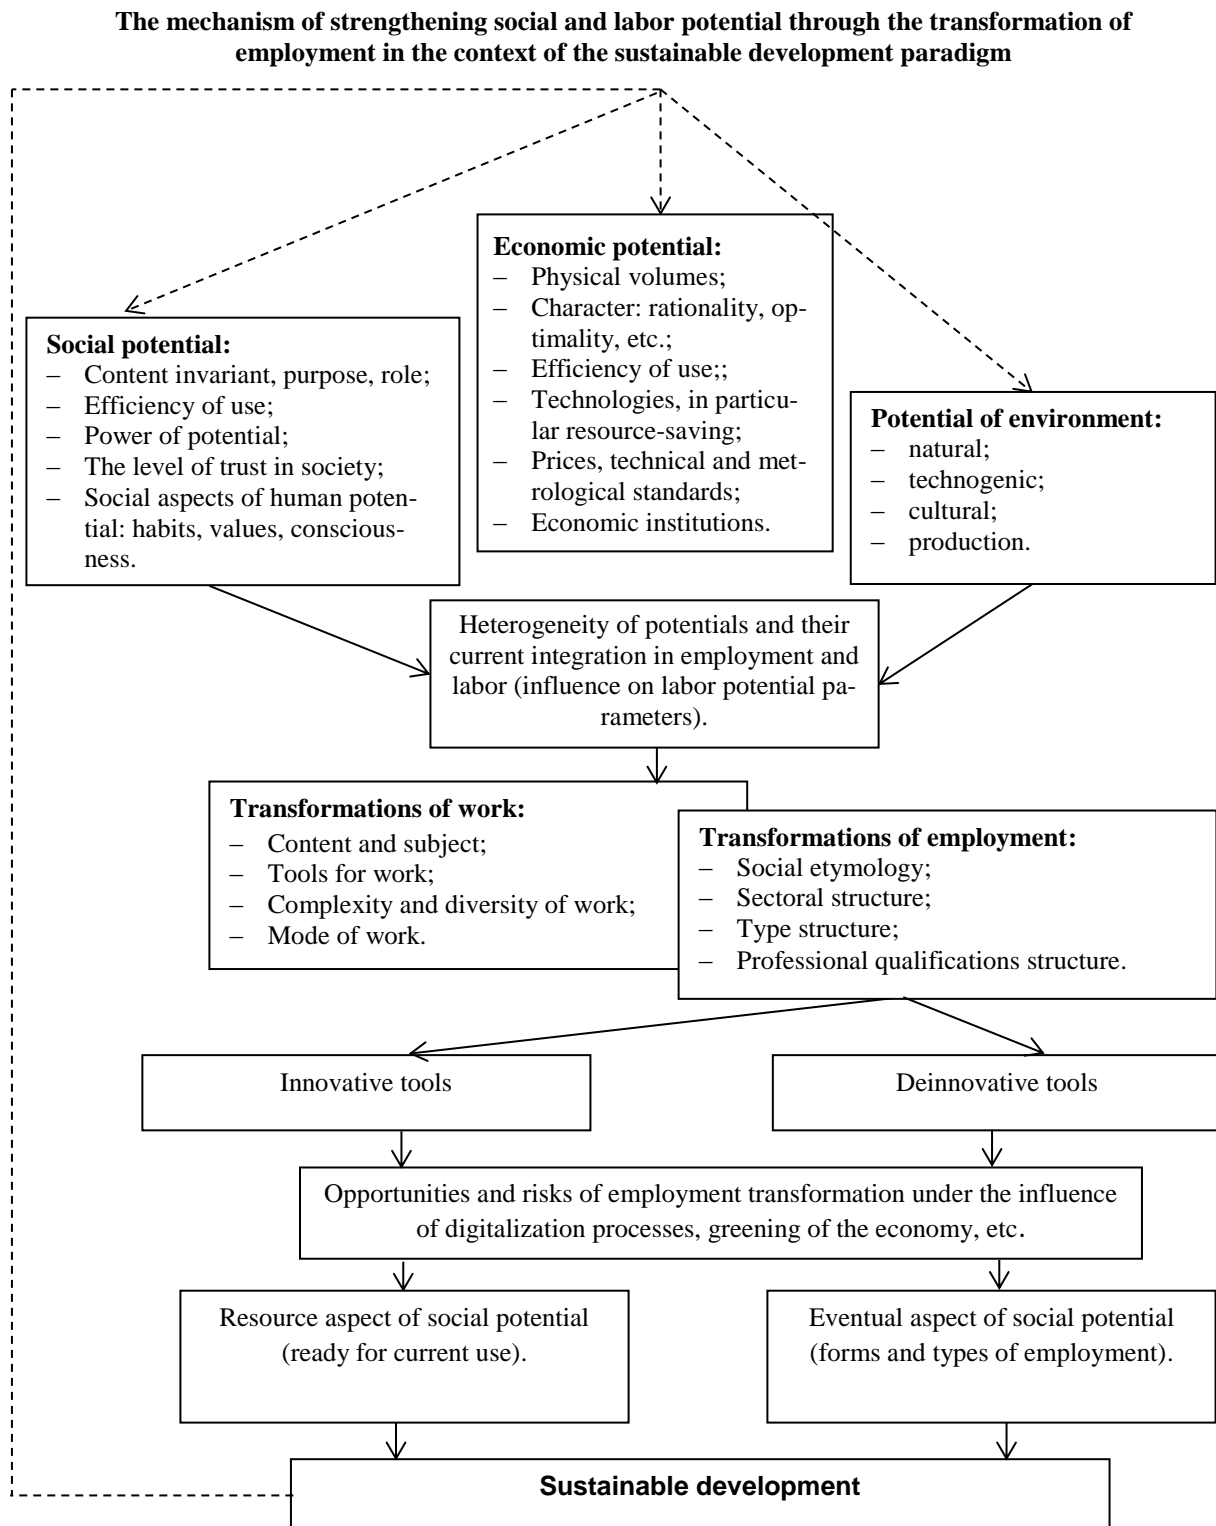 The mechanism of strengthening social and labor potential through the transformation of
employment in the context of the sustainable development paradigm
Economic potential:
– Physical volumes;
– Character: rationality, op-
timality, etc.;
– Efficiency of use;;
– Technologies, in particu-
lar resource-saving;
– Prices, technical and met-
rological standards;
– Economic institutions.
Social potential:
– Content invariant, purpose, role;
– Efficiency of use;
– Power of potential;
– The level of trust in society;
– Social aspects of human poten-
tial: habits, values, conscious-
ness.
Potential of environment:
– natural;
– technogenic;
– cultural;
– production.
Heterogeneity of potentials and their
current integration in employment and
labor (influence on labor potential pa-
rameters).
Transformations of work:
– Content and subject;
– Tools for work;
– Complexity and diversity of work;
– Mode of work.
Transformations of employment:
– Social etymology;
– Sectoral structure;
– Type structure;
– Professional qualifications structure.
Innovative tools
Deinnovative tools
Opportunities and risks of employment transformation under the influence
of digitalization processes, greening of the economy, etc.
Resource aspect of social potential
(ready for current use).
Eventual aspect of social potential
(forms and types of employment).
Sustainable development